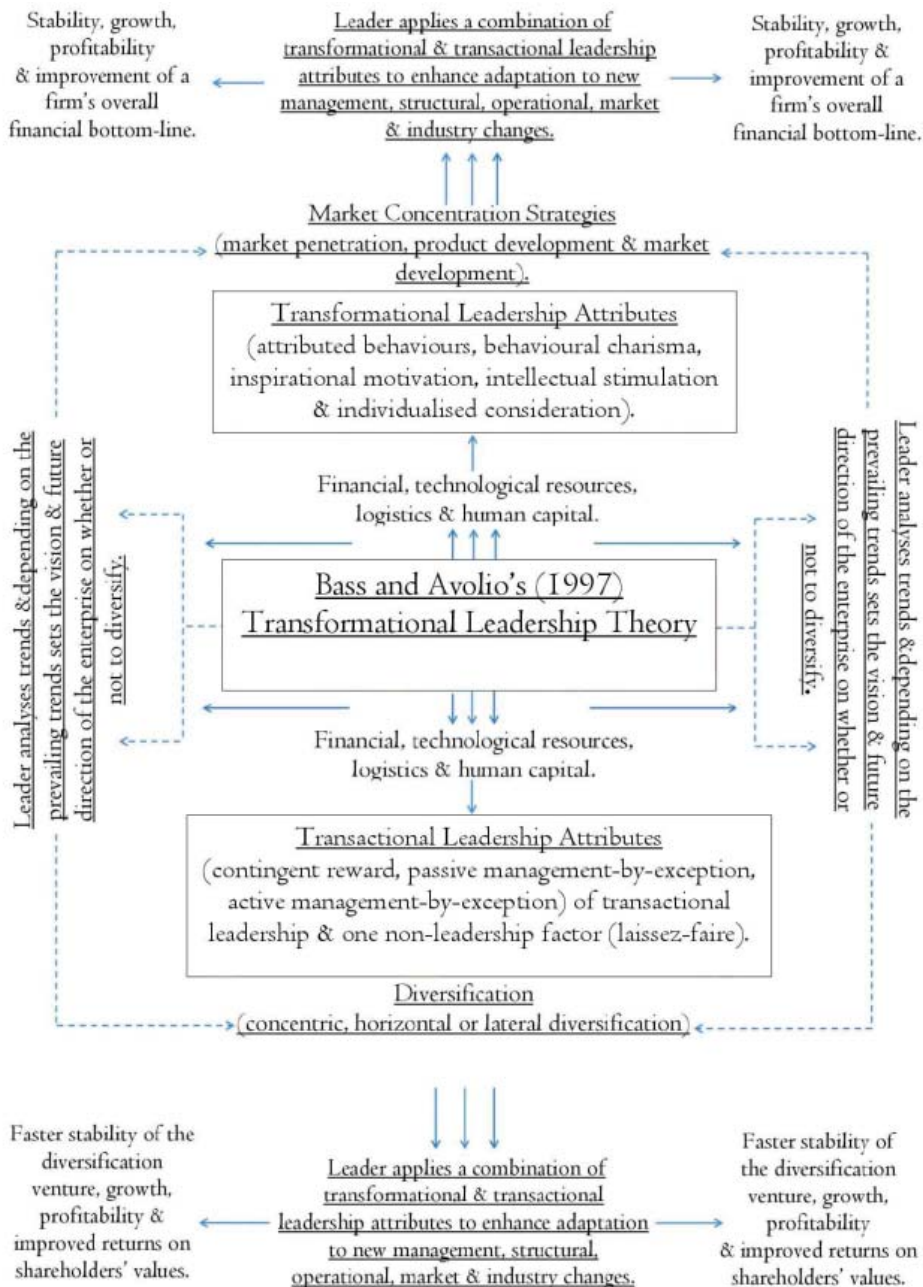 Stability, growth,
profitability
& improvement of a
firm's overall
financial bottom-line.
Leader applies a combination of
transformational & transactional leadership
attributes to enhance adaptation to new
management, structural, operational, market
& industry changes.
Stability, growth,
profitability &
improvement of a
firm's overall
financial bottom-line.
Market Concentration Strategies
(market penetration, product development & market
development).
Transformational Leadership Attributes
(attributed behaviours, behavioural charisma,
inspirational motivation, intellectual stimulation
& individualised consideration).
Leader analyses trends &depending on the
prevailing trends sets the vision & future
direction of the enterprise on whether or
not to diversify.
Financial, technological resources,
logistics & human capital.
Bass and Avolio's (1997)
Transformational Leadership Theory
Financial, technological resources,
logistics & human capital.
Leader analyses trends &depending on the
prevailing trends sets the vision & future
direction of the enterprise on whether or
not to diversify.
Transactional Leadership Attributes
(contingent reward, passive management-by-exception,
active management-by-exception) of transactional
leadership & one non-leadership factor (laissez-faire).
Diversification
(concentric, horizontal or lateral diversification)
Faster stability of the
diversification
venture, growth,
profitability &
improved returns on
shareholders' values.
Leader applies a combination of
transformational & transactional
leadership attributes to enhance adaptation
to new management, structural,
operational, market & industry changes.
Faster stability of
the diversification
venture, growth,
profitability
& improved returns on
shareholders' values.